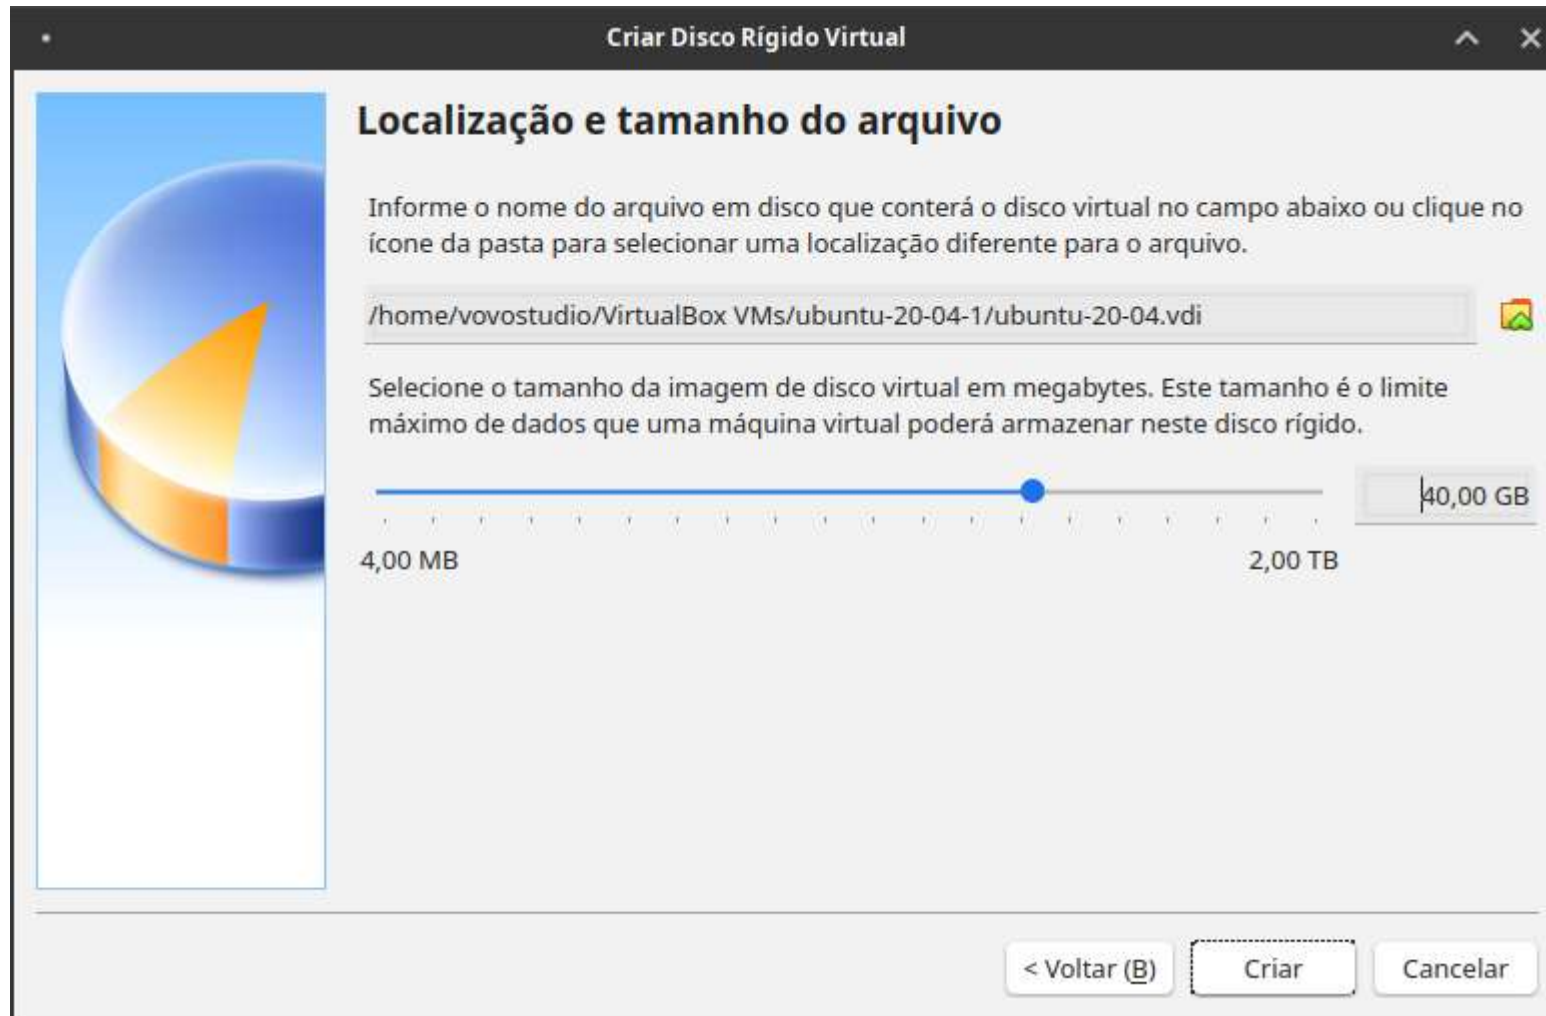 Criar Disco Rígido Virtual
Localização e tamanho do arquivo
Informe o nome do arquivo em disco que conterá o disco virtual no campo abaixo ou clique no
ícone da pasta para selecionar uma localização diferente para o arquivo.
/home/vovostudio/VirtualBox VMs/ubuntu-20-04-1/ubuntu-20-04.vdi
Selecione o tamanho da imagem de disco virtual em megabytes. Este tamanho é o limite
máximo de dados que uma máquina virtual poderá armazenar neste disco rígido.
40,00 GB
4,00 MB
2,00 TB
< Voltar (B)
Criar
Cancelar